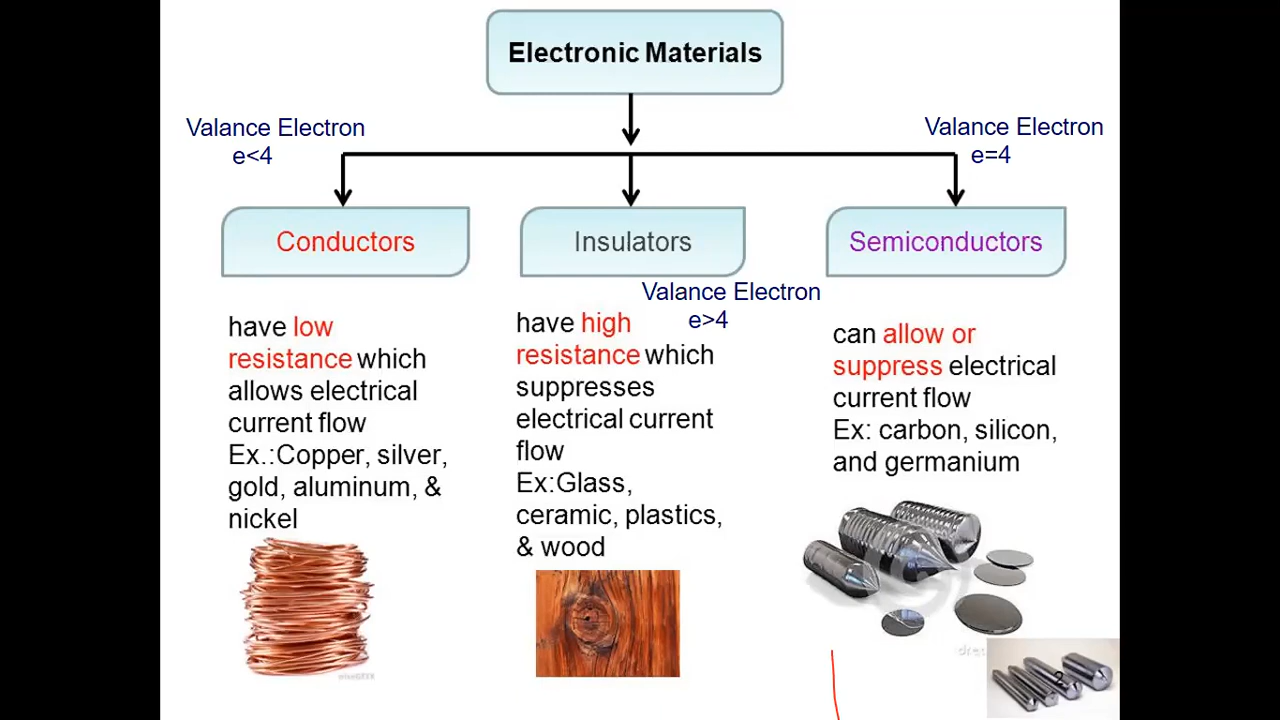 Electronic Materials
Valance Electron
e<4
Valance Electron
e=4
Conductors
Insulators
Semiconductors
Valance Electron
e>4
have low
resistance which
allows electrical
current flow
Ex.:Copper, silver,
gold, aluminum, &
nickel
have high
resistance which
suppresses
electrical current
flow
Ex:Glass,
ceramic, plastics,
& wood
can allow or
suppress electrical
current flow
Ex: carbon, silicon,
and germanium